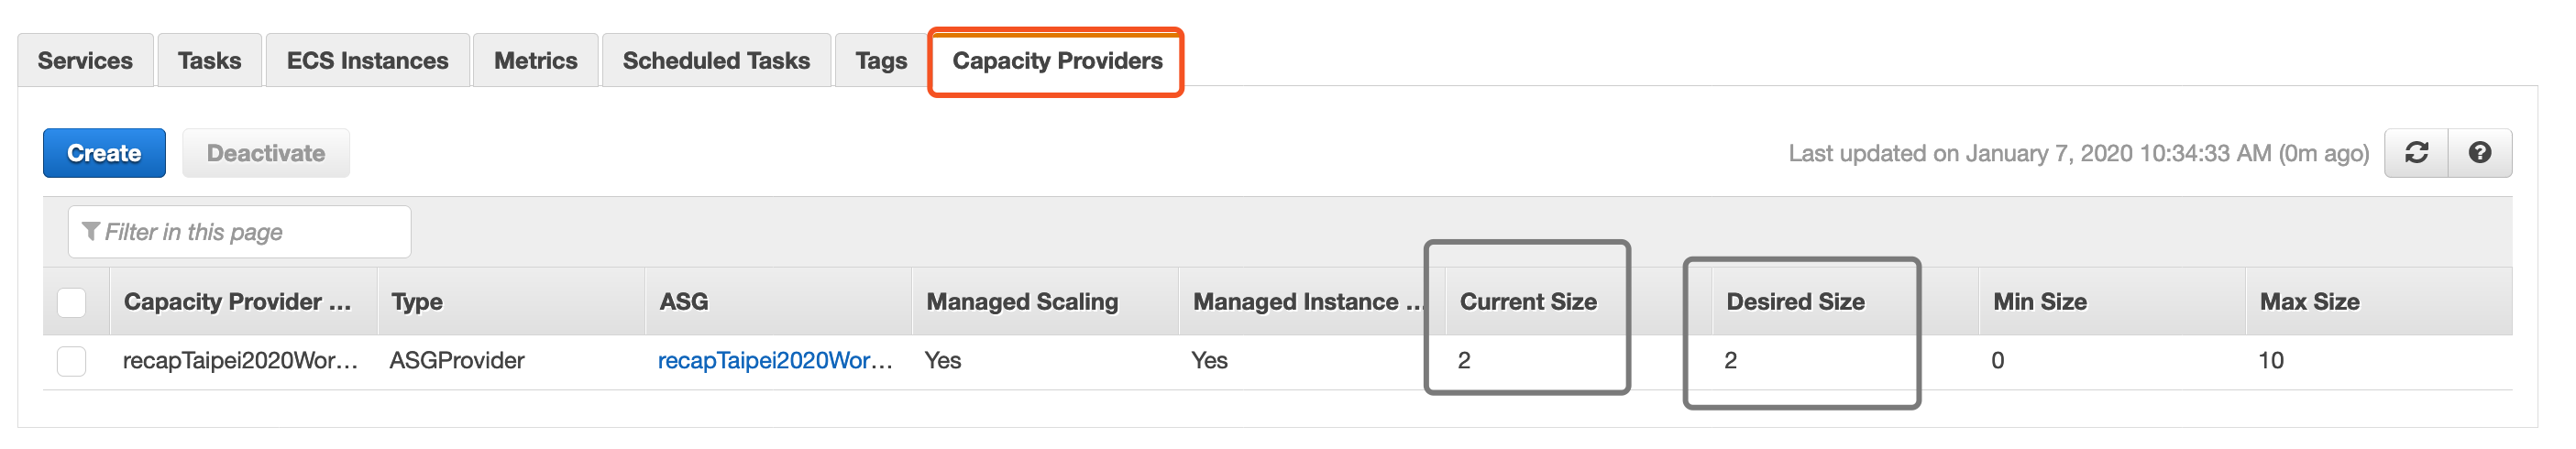 Services Tasks ECS Instances Metrics Scheduled Tasks Tags Capacity Providers
Create Deactivate Last updated on January 7, 2020 10:34:33 AM (0m ago)
Filter in this page
Capacity Provider ... Type ASG Managed Scaling Managed Instance ... Current Size Desired Size Min Size Max Size
recapTaipei2020Wor... ASGProvider recapTaipei2020Wor... Yes Yes 2 2 0 10